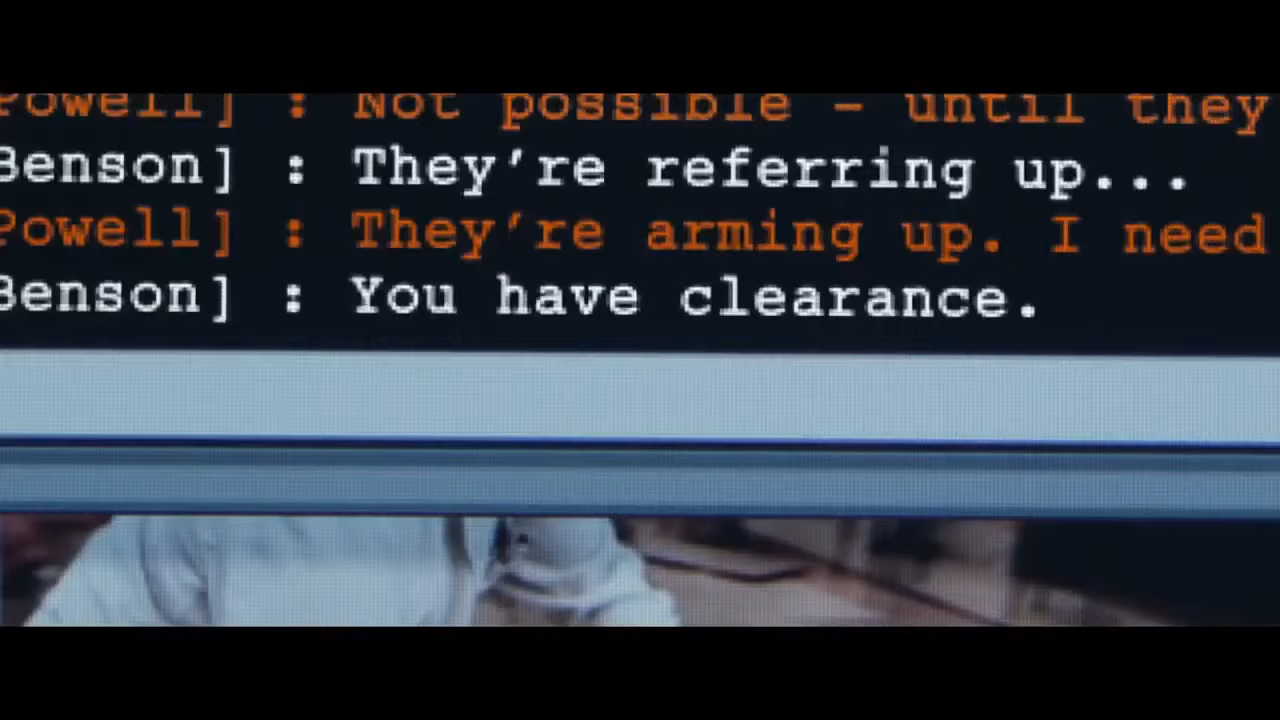 Powell] : Not possible - until they
Benson] : They're referring up...
Powell] : They're arming up. I need
Benson] : You have clearance.